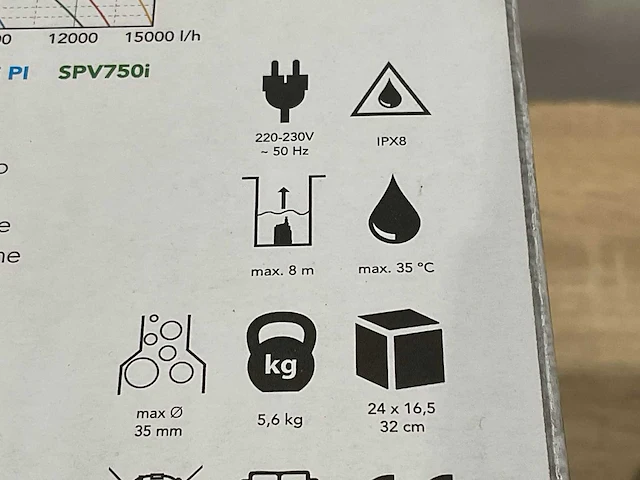 12000 15000 l/h
PI SPV750i
220-230V
~ 50 Hz
IPX8
max. 8 m
max. 35 °C
kg
max Ø
35 mm
5,6 kg
24 x 16,5
32 cm